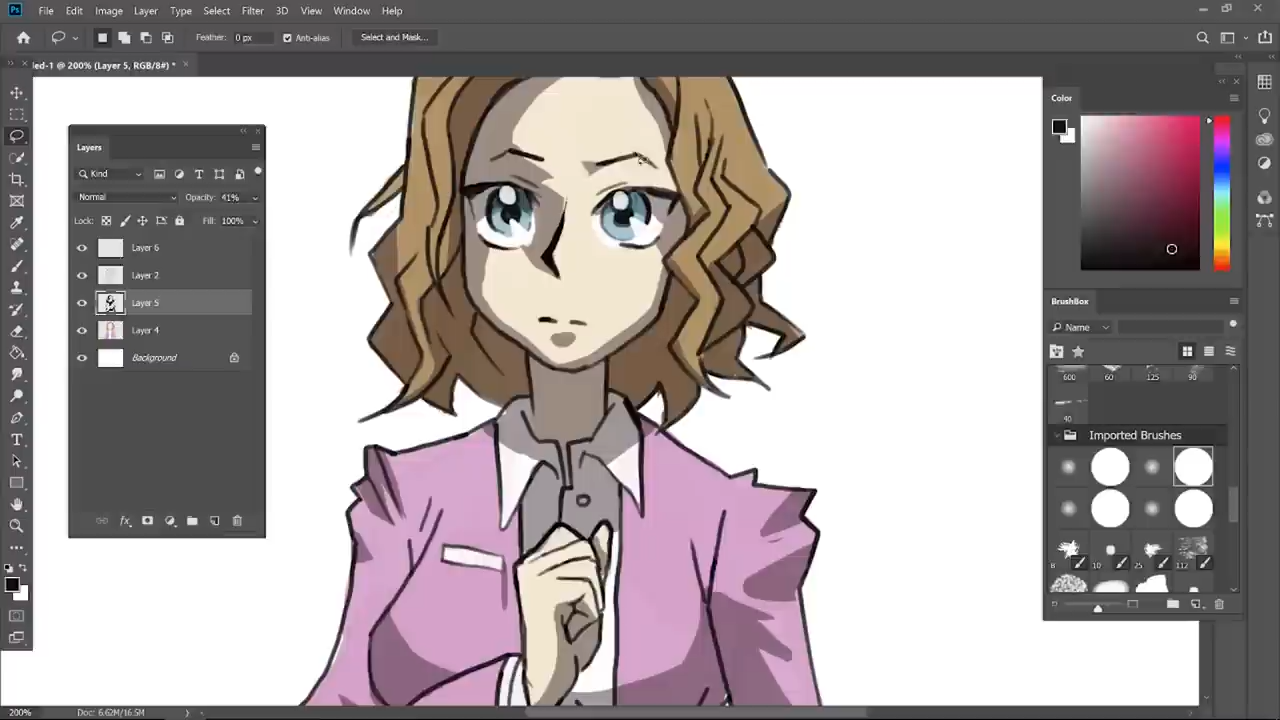 Ps File Edit Image Layer Type Select Filter 3D View Window Help
Feather: 0 px Anti-alias Select and Mask...
led-1 @ 200% (Layer 5, RGB/8#) *
Layers
Kind
Normal Opacity: 41%
Lock: Fill: 100%
Layer 6
Layer 2
Layer 5
Layer 4
Background
fx
Color
BrushBox
Name
600 60 125 90
40
Imported Brushes
8 10 25 112
200% Doc: 6.62M/16.5M